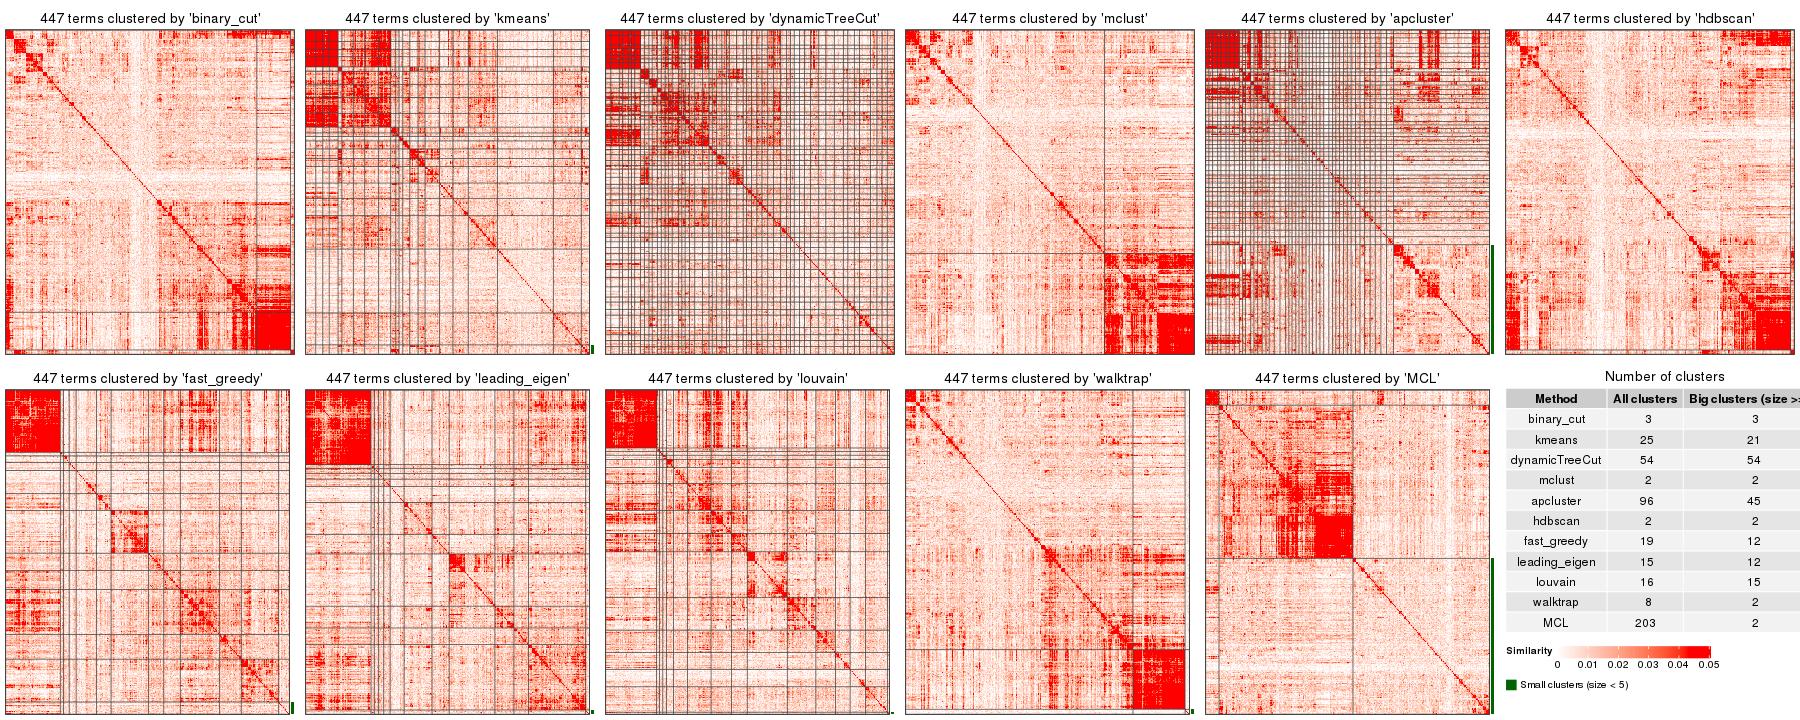 447 terms clustered by 'binary_cut'
447 terms clustered by 'kmeans'
447 terms clustered by 'dynamicTreeCut'
447 terms clustered by 'mclust'
447 terms clustered by 'apcluster'
447 terms clustered by 'hdbscan'
447 terms clustered by 'fast_greedy'
447 terms clustered by 'leading_eigen'
447 terms clustered by 'louvain'
447 terms clustered by 'walktrap'
447 terms clustered by 'MCL'
Number of clusters
Method All clusters Big clusters (size >=
binary_cut 3 3
kmeans 25 21
dynamicTreeCut 54 54
mclust 2 2
apcluster 96 45
hdbscan 2 2
fast_greedy 19 12
leading_eigen 15 12
louvain 16 15
walktrap 8 2
MCL 203 2
Similarity
0 0.01 0.02 0.03 0.04 0.05
Small clusters (size < 5)